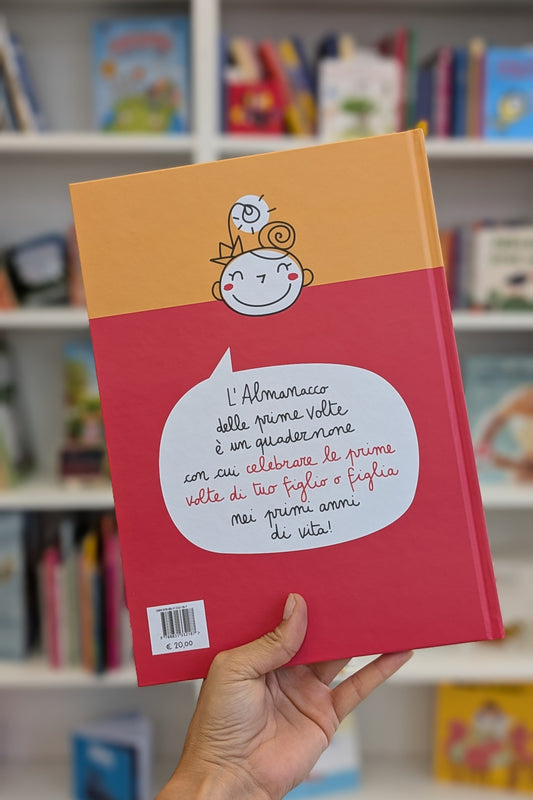 L'Almanacco
delle prime volte
è un quadernone
con cui celebrare le prime
volte di tuo figlio o figlia
nei primi anni
di vita!
€ 20,00